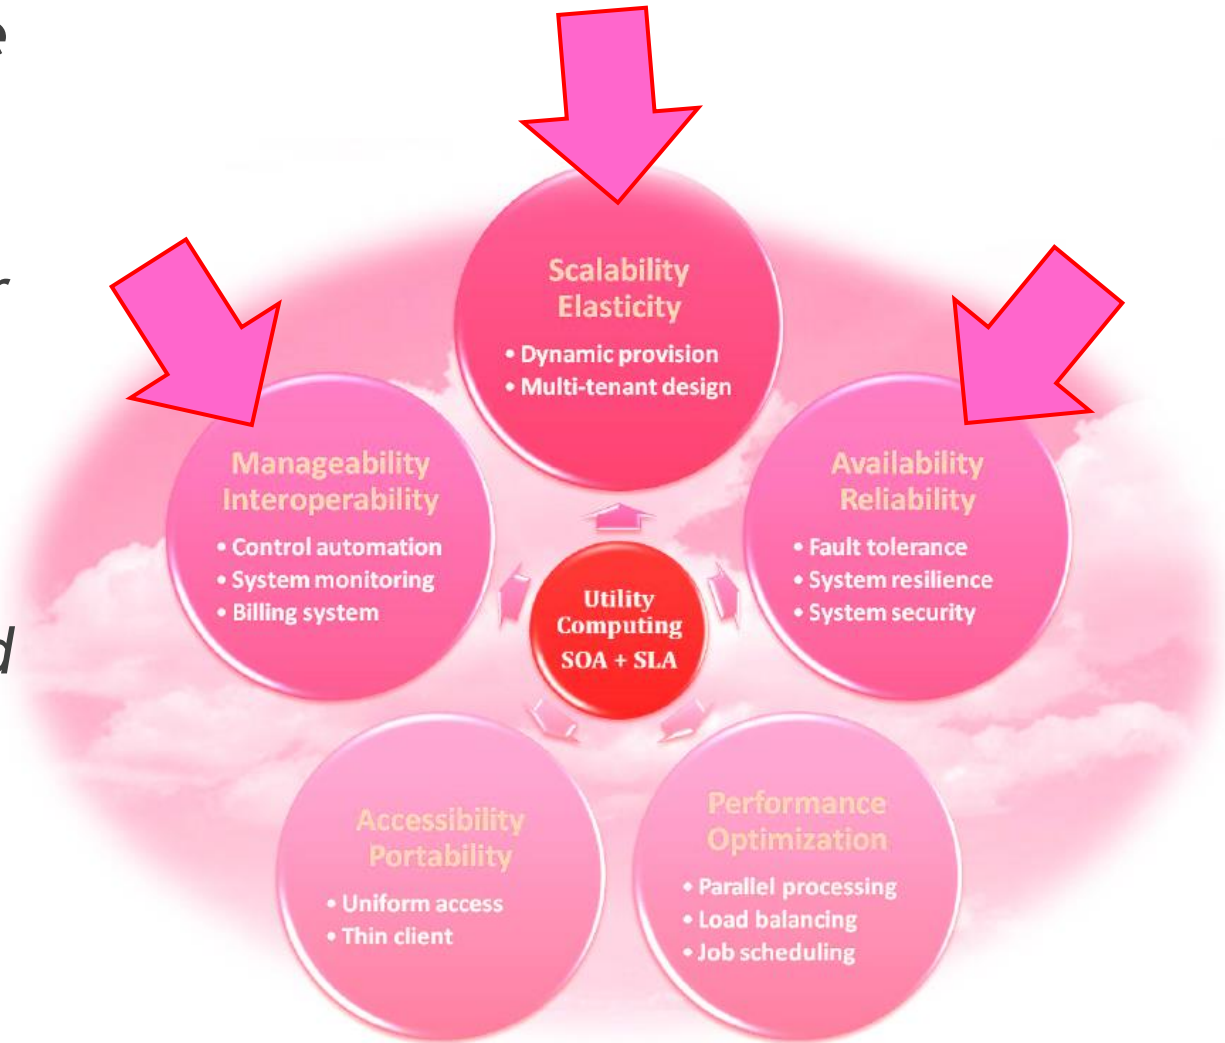 e
r
d
Scalability
Elasticity
• Dynamic provision
• Multi-tenant design
Manageability
Interoperability
• Control automation
• System monitoring
• Billing system
Availability
Reliability
• Fault tolerance
• System resilience
• System security
Utility
Computing
SOA + SLA
Accessibility
Portability
• Uniform access
• Thin client
Performance
Optimization
• Parallel processing
• Load balancing
• Job scheduling